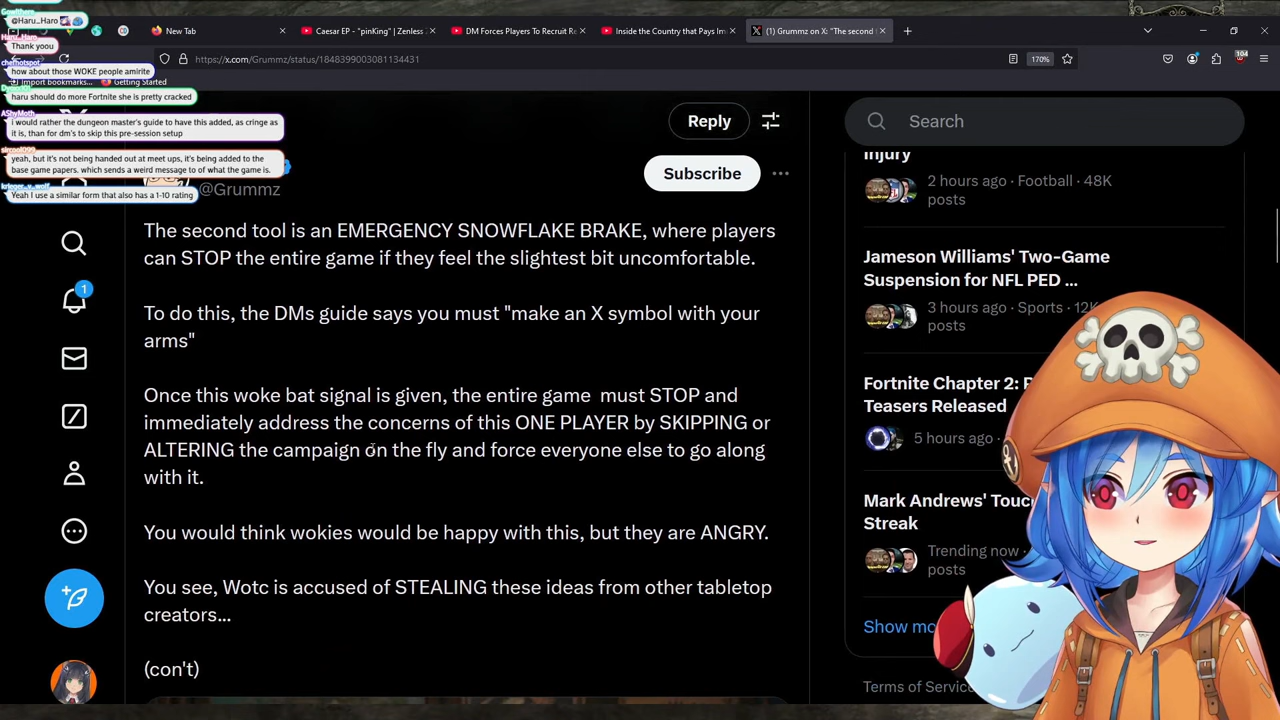 @Haru_Haro
New Tab
Caesar EP - "pinKing" | Zenless
DM Forces Players To Recruit Re
Inside the Country that Pays Im
(1) Grummz on X: "The second
Thank yoou
chefhotspot
how about those WOKE people amirite
https://x.com/Grummz/status/1848399003081134431
170%
104
Import bookmarks...
Getting Started
haru should do more Fortnite she is pretty cracked
AShyMoth
i would rather the dungeon master's guide to have this added, as cringe as
it is, than for dm's to skip this pre-session setup
yeah, but it's not being handed out at meet ups, it's being added to the
base game papers. which sends a weird message to of what the game is.
krieger_v_wolf
Yeah I use a similar form that also has a 1-10 rating
Reply
@Grummz
Subscribe
The second tool is an EMERGENCY SNOWFLAKE BRAKE, where players
can STOP the entire game if they feel the slightest bit uncomfortable.
To do this, the DMs guide says you must "make an X symbol with your
arms"
Once this woke bat signal is given, the entire game must STOP and
immediately address the concerns of this ONE PLAYER by SKIPPING or
ALTERING the campaign on the fly and force everyone else to go along
with it.
You would think wokies would be happy with this, but they are ANGRY.
You see, Wotc is accused of STEALING these ideas from other tabletop
creators...
(con't)
1
Search
injury
2 hours ago · Football · 48K
posts
Jameson Williams' Two-Game
Suspension for NFL PED ...
3 hours ago · Sports · 12K
posts
Fortnite Chapter 2:
Teasers Released
5 hours ago
Mark Andrews' Touc
Streak
Trending now
posts
Show mo
Terms of Service